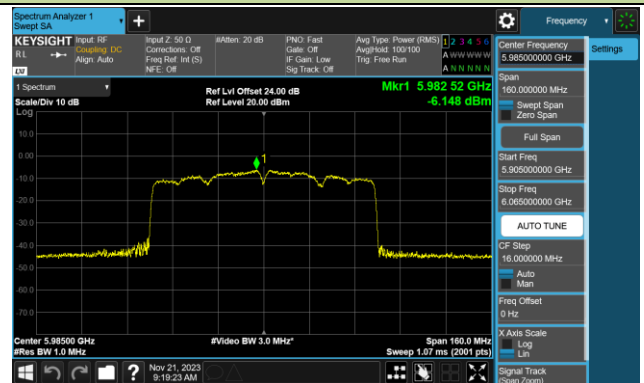 Spectrum Analyzer 1
Swept SA
Frequency
KEYSIGHT
RL
LXI
Input: RF
Coupling: DC
Align: Auto
Input Z: 50 Ω
Corrections: Off
Freq Ref: Int (S)
NFE: Off
#Atten: 20 dB
PNO: Fast
Gate: Off
IF Gain: Low
Sig Track: Off
Avg Type: Power (RMS)
Avg|Hold: 100/100
Trig: Free Run
1 2 3 4 5 6
A W W W W W
A N N N N N
1 Spectrum
Scale/Div 10 dB
Log
Ref Lvl Offset 24.00 dB
Ref Level 20.00 dBm
Mkr1 5.982 52 GHz
-6.148 dBm
10.0
0.00
1
-10.0
-20.0
-30.0
-40.0
-50.0
-60.0
-70.0
Center 5.98500 GHz
#Res BW 1.0 MHz
#Video BW 3.0 MHz*
Span 160.0 MHz
Sweep 1.07 ms (2001 pts)
Nov 21, 2023
9:19:23 AM
?
Center Frequency
5.985000000 GHz
Settings
Span
160.000000 MHz
Swept Span
Zero Span
Full Span
Start Freq
5.905000000 GHz
Stop Freq
6.065000000 GHz
AUTO TUNE
CF Step
16.000000 MHz
Auto
Man
Freq Offset
0 Hz
X Axis Scale
Log
Lin
Signal Track
(Span Zoom)